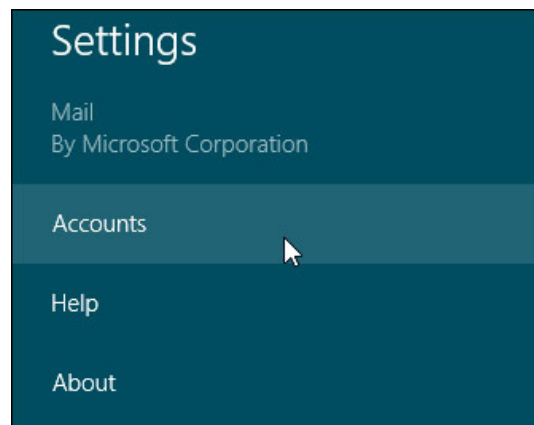 Settings
Mail
By Microsoft Corporation
Accounts
Help
About